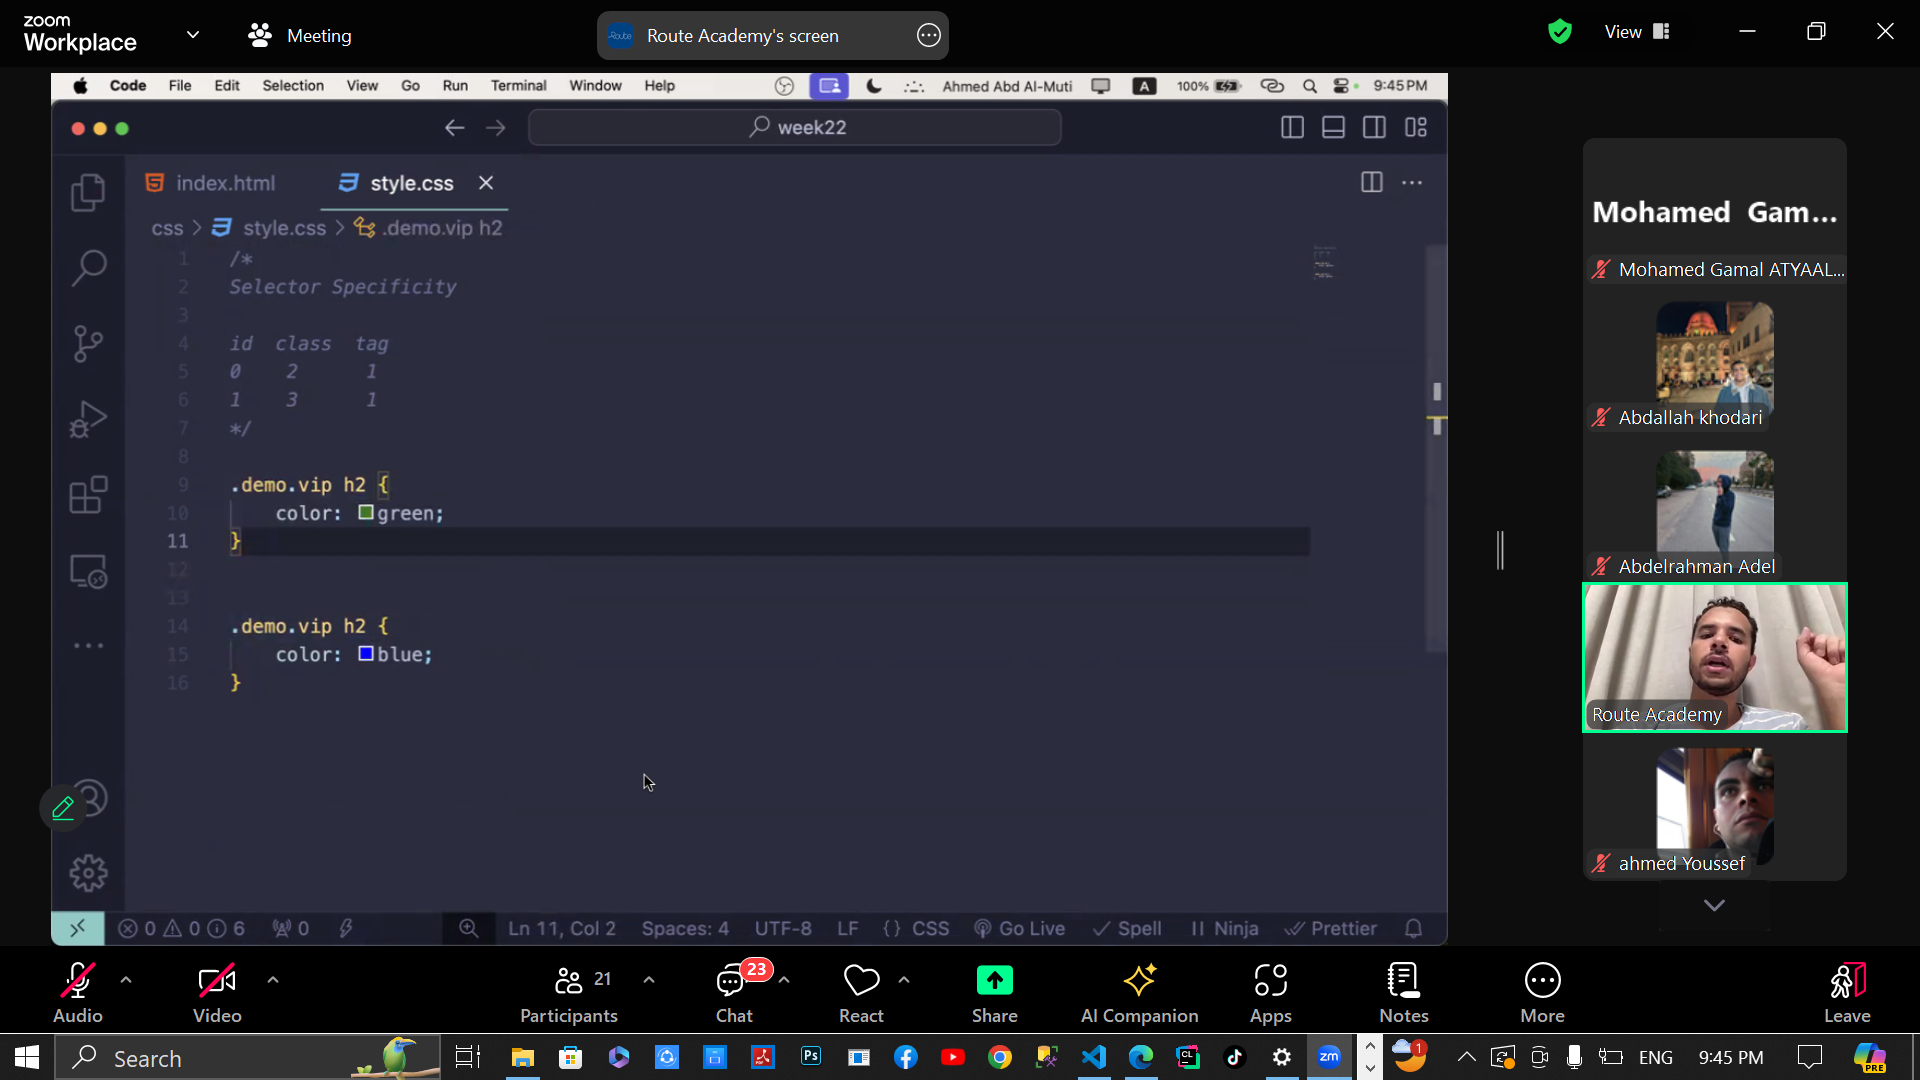 zoom
Workplace
Meeting
Route Academy's screen
View
Code File Edit Selection View Go Run Terminal Window Help
Ahmed Abd Al-Muti
A
100%
9:45 PM
week22
index.html
style.css
css > style.css > .demo.vip h2
1 /*
2 Selector Specificity
3
4 id class tag
5 0 2 1
6 1 3 1
7 */
8
9 .demo.vip h2 {
10 color: green;
11 }
12
13
14 .demo.vip h2 {
15 color: blue;
16 }
0 0 6 0
Ln 11, Col 2
Spaces: 4
UTF-8
LF
{} CSS
Go Live
Spell
Ninja
Prettier
Mohamed Gam...
Mohamed Gamal ATYAAL...
Abdallah khodari
Abdelrahman Adel
Route Academy
ahmed Youssef
Audio
Video
21
Participants
23
Chat
React
Share
AI Companion
Apps
Notes
More
Leave
Search
Ps
CL
zm
1
ENG
9:45 PM
PRE